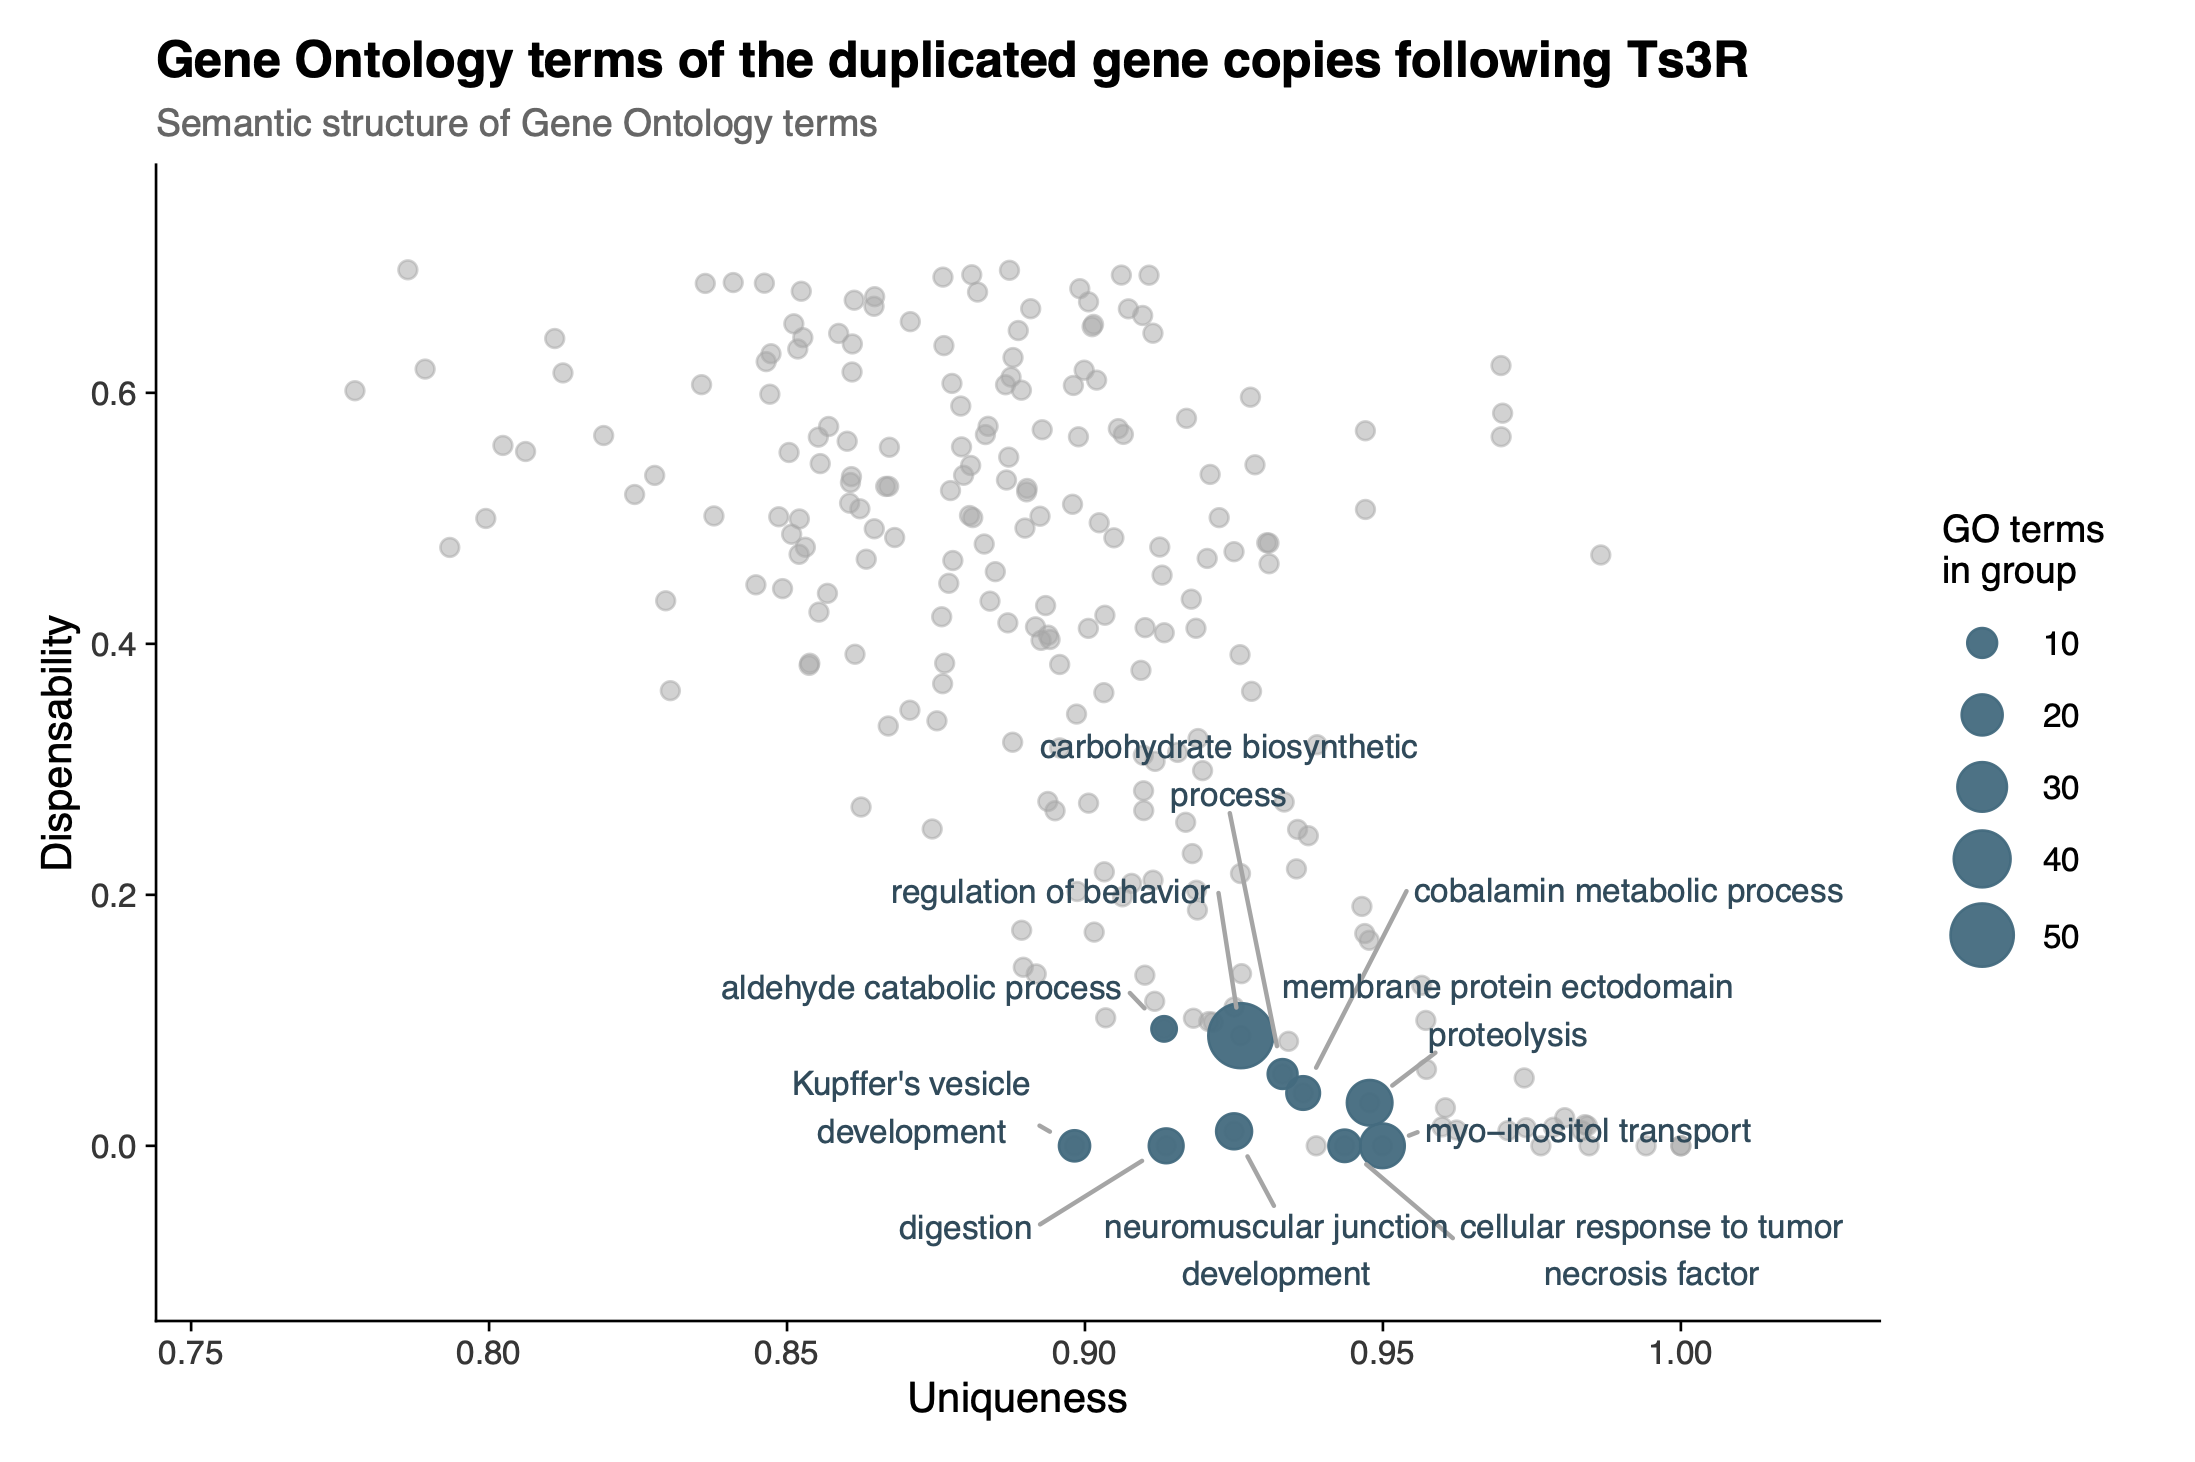 Gene Ontology terms of the duplicated gene copies following Ts3R
Semantic structure of Gene Ontology terms
Dispensability
0.6
0.4
0.2
0.0
carbohydrate biosynthetic
process
regulation of behavior
cobalamin metabolic process
aldehyde catabolic process
membrane protein ectodomain
proteolysis
Kupffer's vesicle
development
myo−inositol transport
digestion
neuromuscular junction
development
cellular response to tumor
necrosis factor
0.75
0.80
0.85
0.90
0.95
1.00
Uniqueness
GO terms
in group
10
20
30
40
50